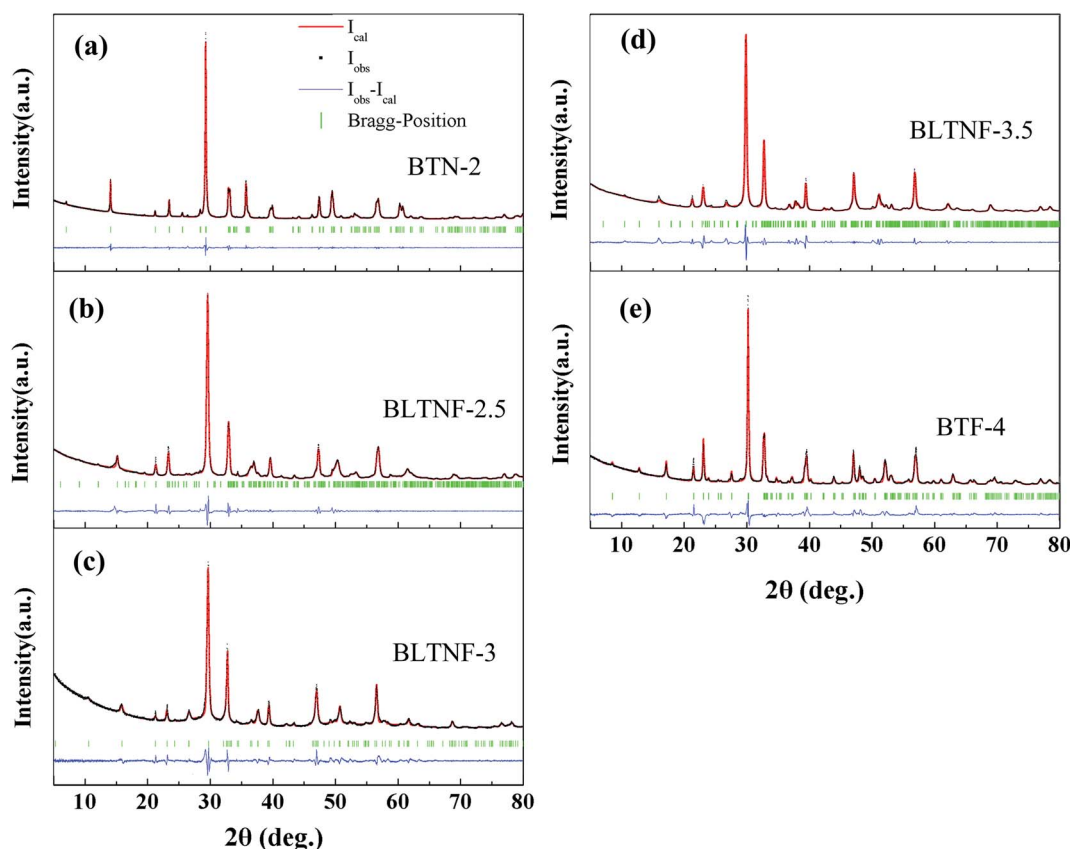 (a)
I_cal
I_obs
I_obs-I_cal
Bragg-Position
BTN-2
Intensity(a.u.)
(b)
BLTNF-2.5
Intensity(a.u.)
(c)
BLTNF-3
Intensity(a.u.)
10 20 30 40 50 60 70 80
2θ (deg.)
(d)
BLTNF-3.5
Intensity(a.u.)
(e)
BTF-4
Intensity(a.u.)
10 20 30 40 50 60 70 80
2θ (deg.)